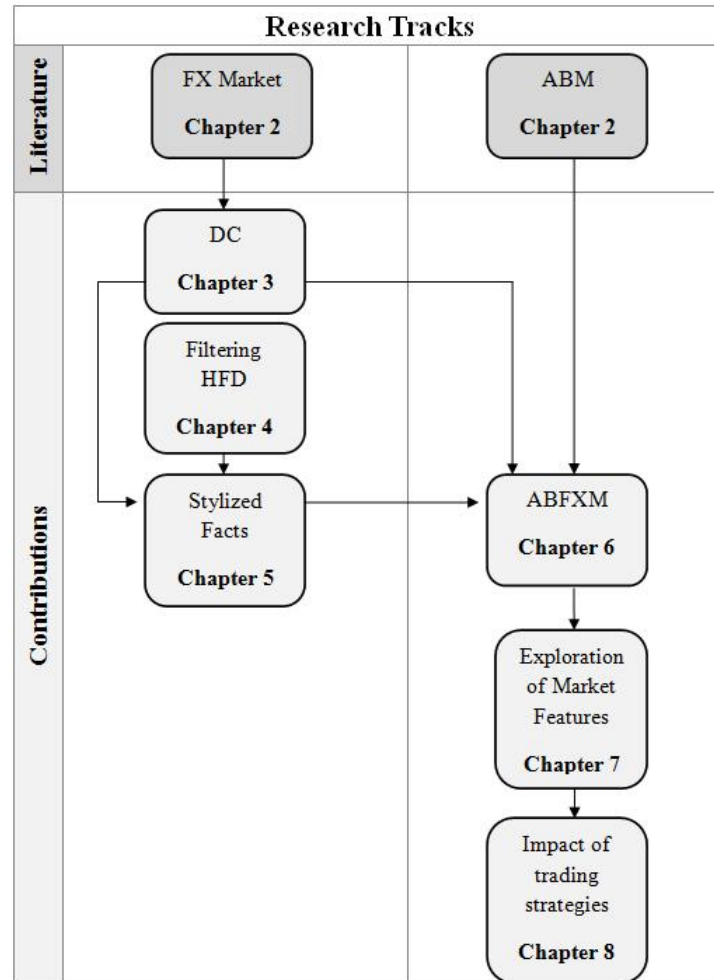 Research Tracks
Literature
FX Market
Chapter 2
ABM
Chapter 2
Contributions
DC
Chapter 3
Filtering
HFD
Chapter 4
Stylized
Facts
Chapter 5
ABFXM
Chapter 6
Exploration
of Market
Features
Chapter 7
Impact of
trading
strategies
Chapter 8